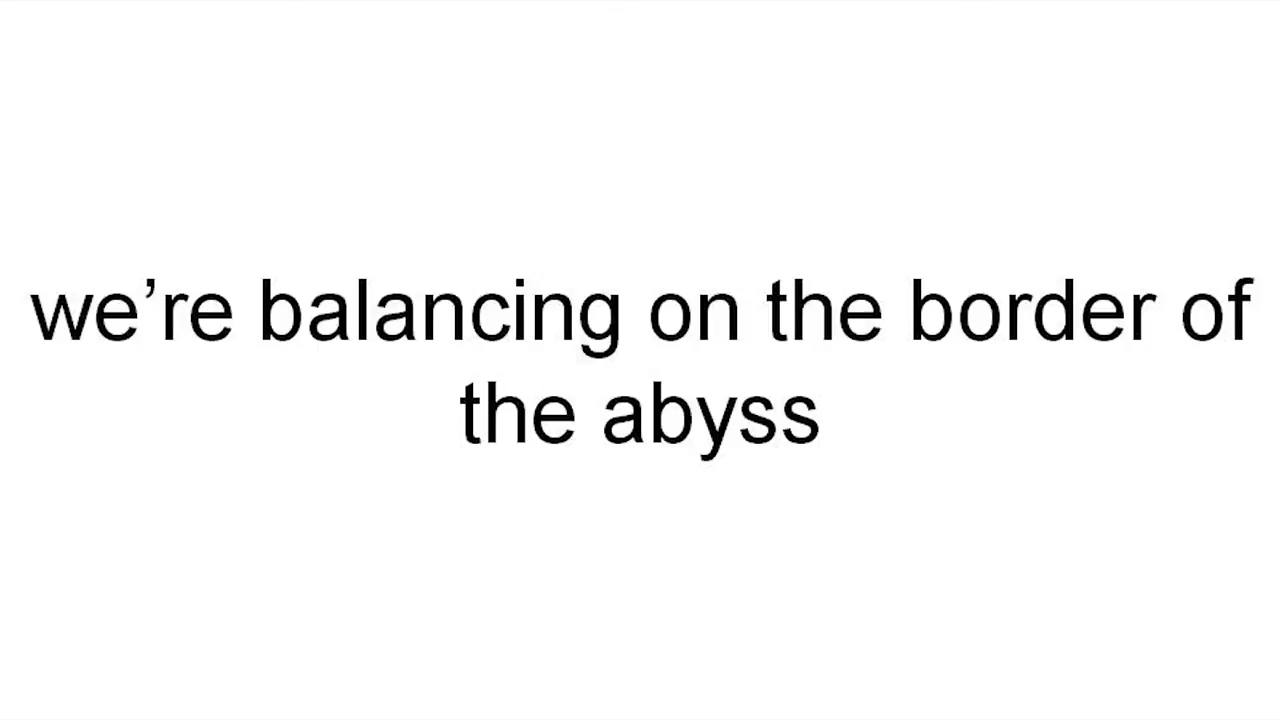 we’re balancing on the border of
the abyss